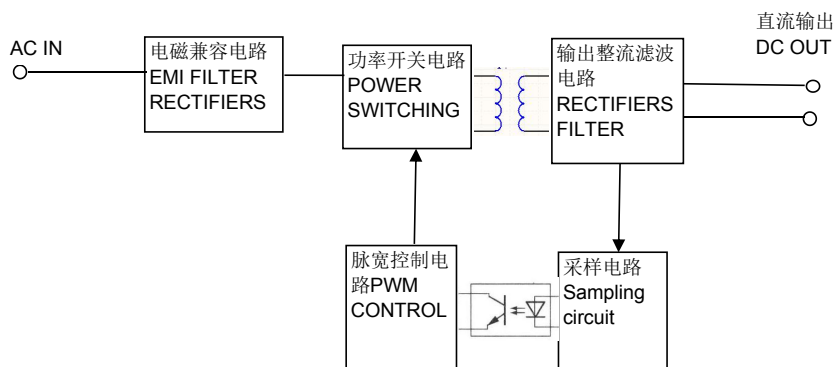 AC IN
电磁兼容电路
EMI FILTER
RECTIFIERS
功率开关电路
POWER
SWITCHING
输出整流滤波
电路
RECTIFIERS
FILTER
直流输出
DC OUT
脉宽控制电
路PWM
CONTROL
采样电路
Sampling
circuit